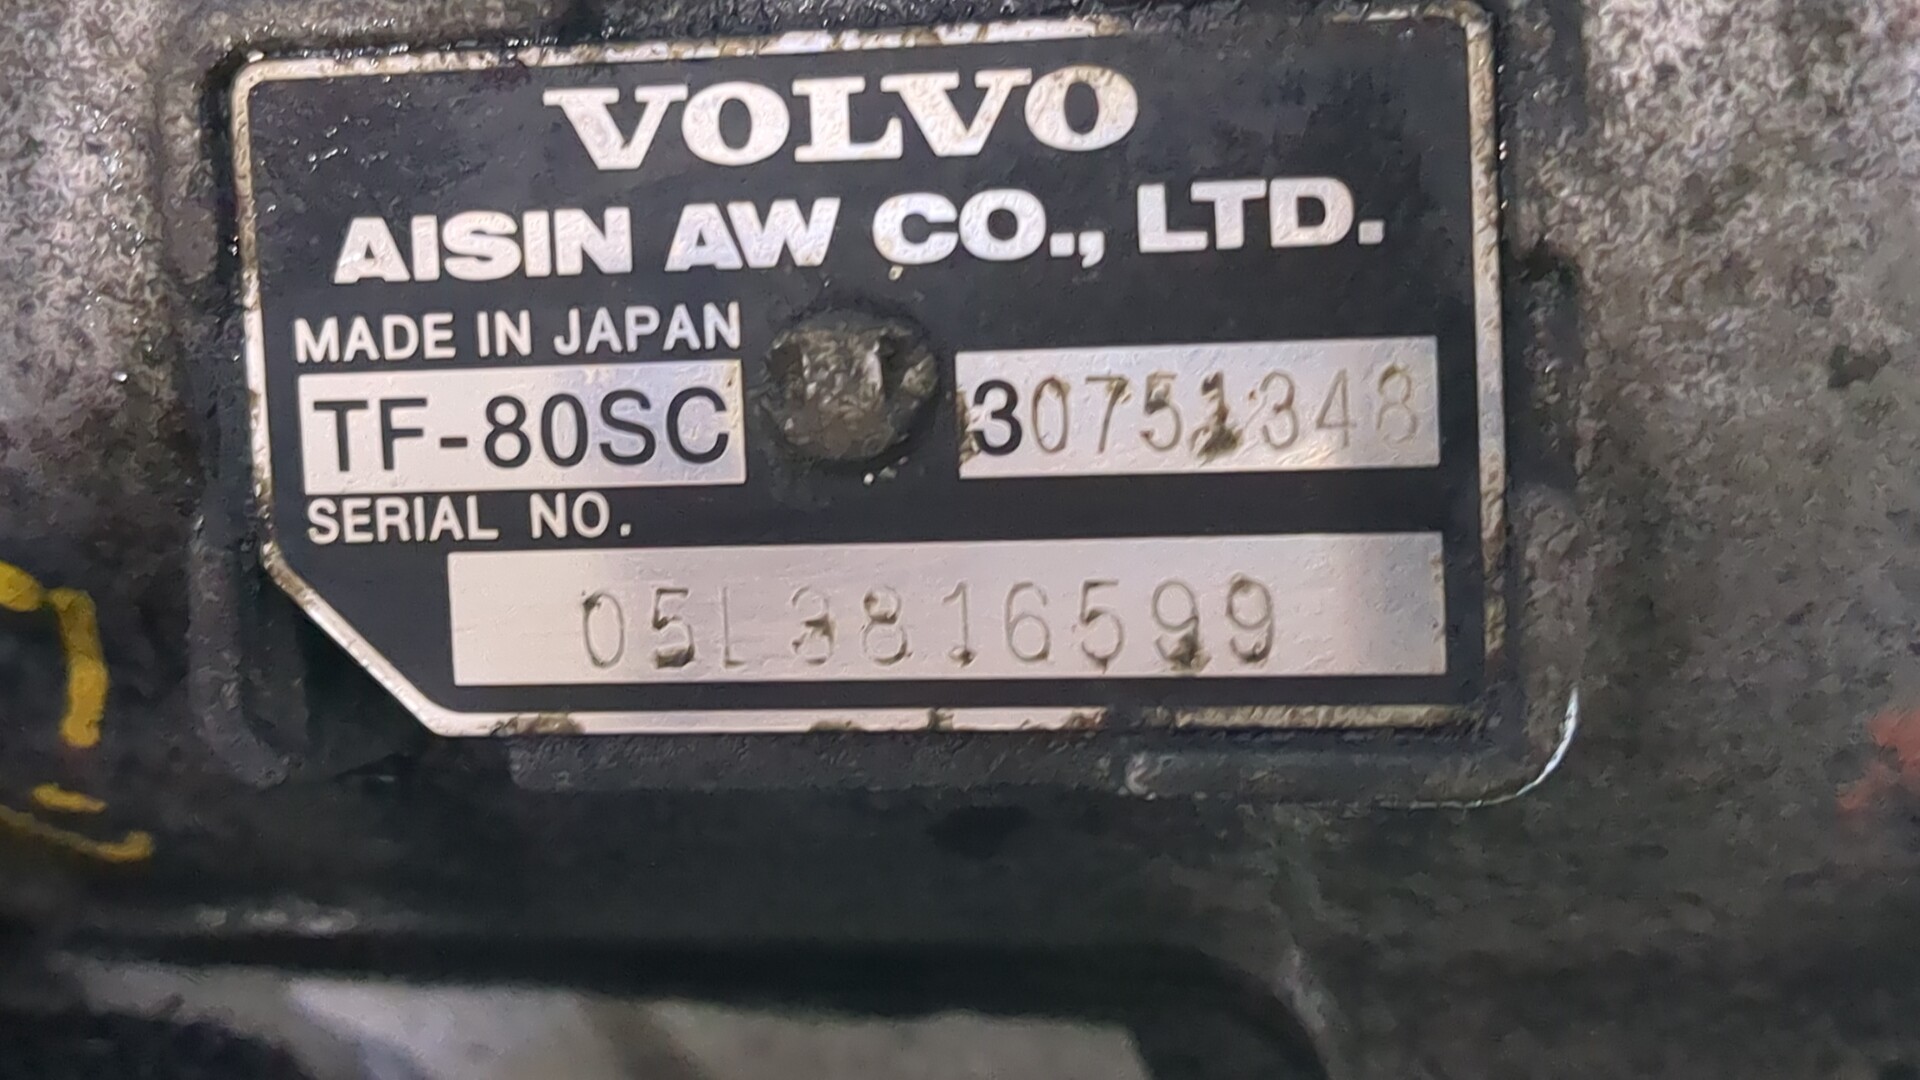 VOLVO
AISIN AW CO., LTD.
MADE IN JAPAN
TF-80SC 30751348
SERIAL NO.
05L3816599